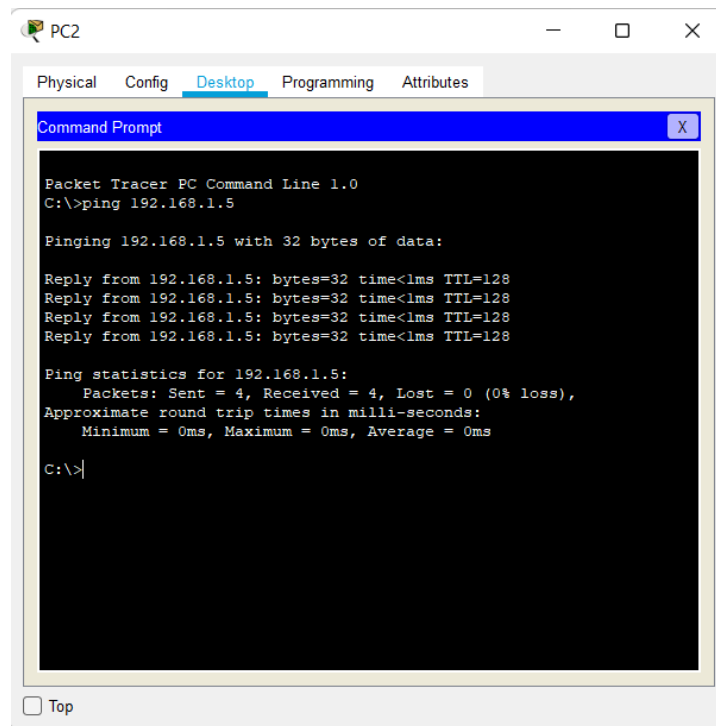 PC2
Physical Config Desktop Programming Attributes
Command Prompt
X
Packet Tracer PC Command Line 1.0
C:\>ping 192.168.1.5
Pinging 192.168.1.5 with 32 bytes of data:
Reply from 192.168.1.5: bytes=32 time<1ms TTL=128
Reply from 192.168.1.5: bytes=32 time<1ms TTL=128
Reply from 192.168.1.5: bytes=32 time<1ms TTL=128
Reply from 192.168.1.5: bytes=32 time<1ms TTL=128
Ping statistics for 192.168.1.5:
    Packets: Sent = 4, Received = 4, Lost = 0 (0% loss),
Approximate round trip times in milli-seconds:
    Minimum = 0ms, Maximum = 0ms, Average = 0ms
C:\>
Top